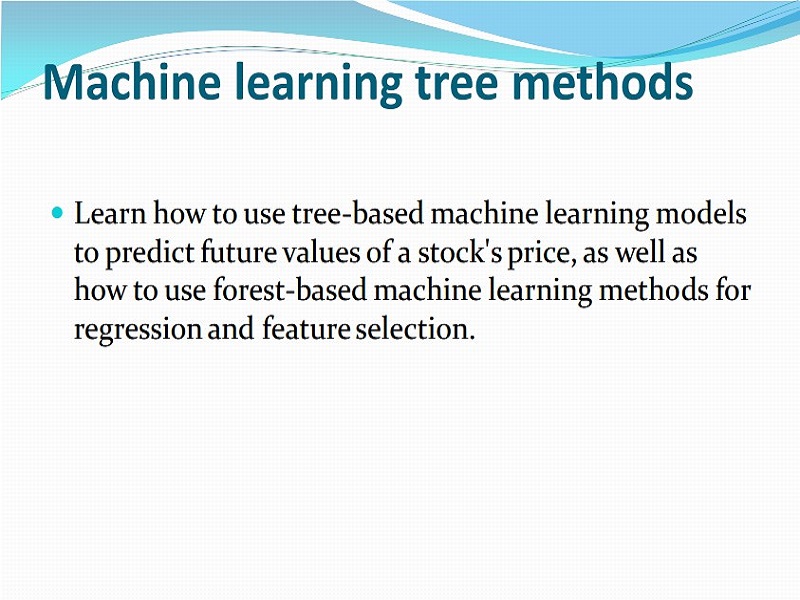 Machine learning tree methods
Learn how to use tree-based machine learning models
to predict future values of a stock's price, as well as
how to use forest-based machine learning methods for
regression and feature selection.